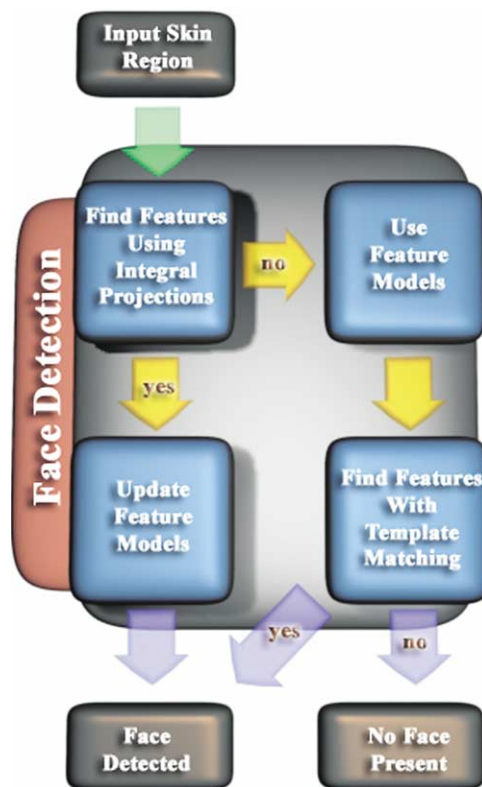 Input Skin
Region
Face Detection
Find Features
Using
Integral
Projections
no
Use
Feature
Models
yes
Update
Feature
Models
Find Features
With
Template
Matching
yes
no
Face
Detected
No Face
Present